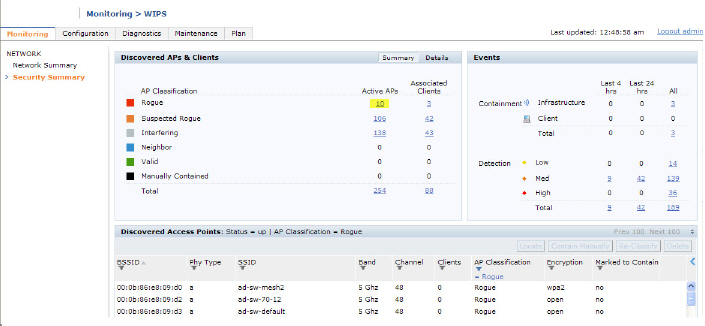 Monitoring > WIPS
Monitoring Configuration Diagnostics Maintenance Plan Last updated: 12:48:58 am Logout admin
NETWORK
Network Summary
> Security Summary
Discovered APs & Clients Summary Details
AP Classification Active APs Associated Clients
Rogue 10 3
Suspected Rogue 106 42
Interfering 138 43
Neighbor 0 0
Valid 0 0
Manually Contained 0 0
Total 254 88
Events
Last 4 hrs Last 24 hrs All
Containment Infrastructure 0 0 3
Client 0 0 0
Total 0 0 3
Detection Low 0 0 14
Med 9 42 139
High 0 0 36
Total 9 42 189
Discovered Access Points: Status = up | AP Classification = Rogue Prev 100 Next 100
Locate Contain Manually Re-Classify Delete
BSSID Phy Type SSID Band Channel Clients AP Classification Encryption Marked to Contain
= Rogue
00:0b:86:e8:09:d0 a ad-sw-mesh2 5 Ghz 48 0 Rogue wpa2 no
00:0b:86:e8:09:d2 a ad-sw-70-12 5 Ghz 48 0 Rogue open no
00:0b:86:e8:09:d3 a ad-sw-default 5 Ghz 48 0 Rogue open no